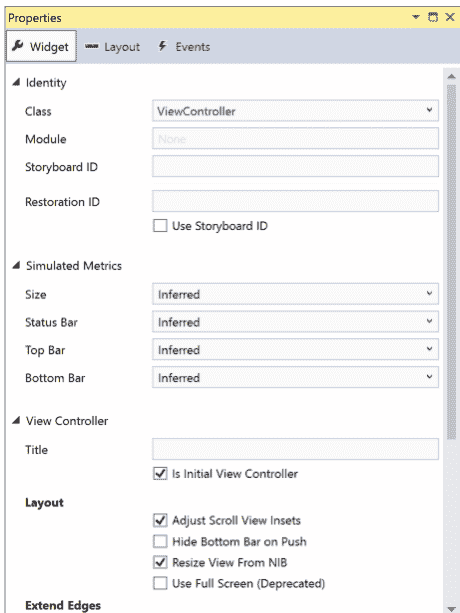 Properties
Widget Layout Events
Identity
Class ViewController
Module None
Storyboard ID
Restoration ID
Use Storyboard ID
Simulated Metrics
Size Inferred
Status Bar Inferred
Top Bar Inferred
Bottom Bar Inferred
View Controller
Title
Is Initial View Controller
Layout
Adjust Scroll View Insets
Hide Bottom Bar on Push
Resize View From NIB
Use Full Screen (Deprecated)
Extend Edges